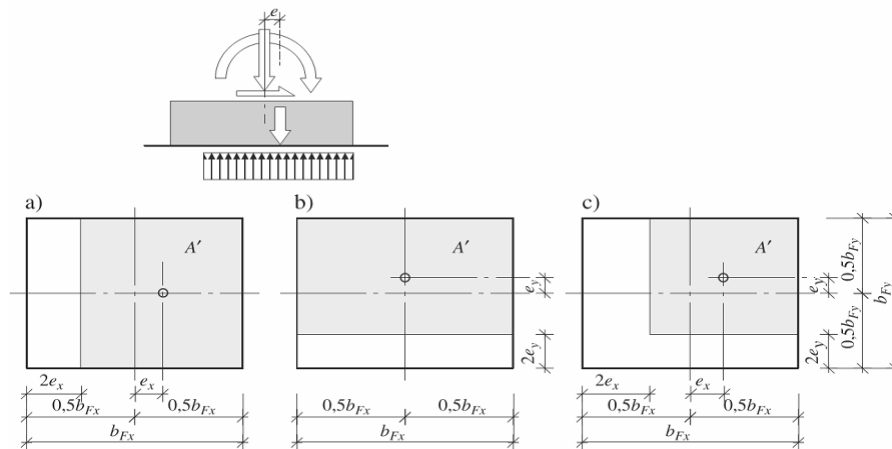 e
a)
b)
c)
A′
A′
A′
e_y
2e_y
e_y
2e_y
0,5b_Fy
0,5b_Fy
b_Fy
2e_x
e_x
0,5b_Fx
0,5b_Fx
b_Fx
0,5b_Fx
0,5b_Fx
b_Fx
2e_x
e_x
0,5b_Fx
0,5b_Fx
b_Fx